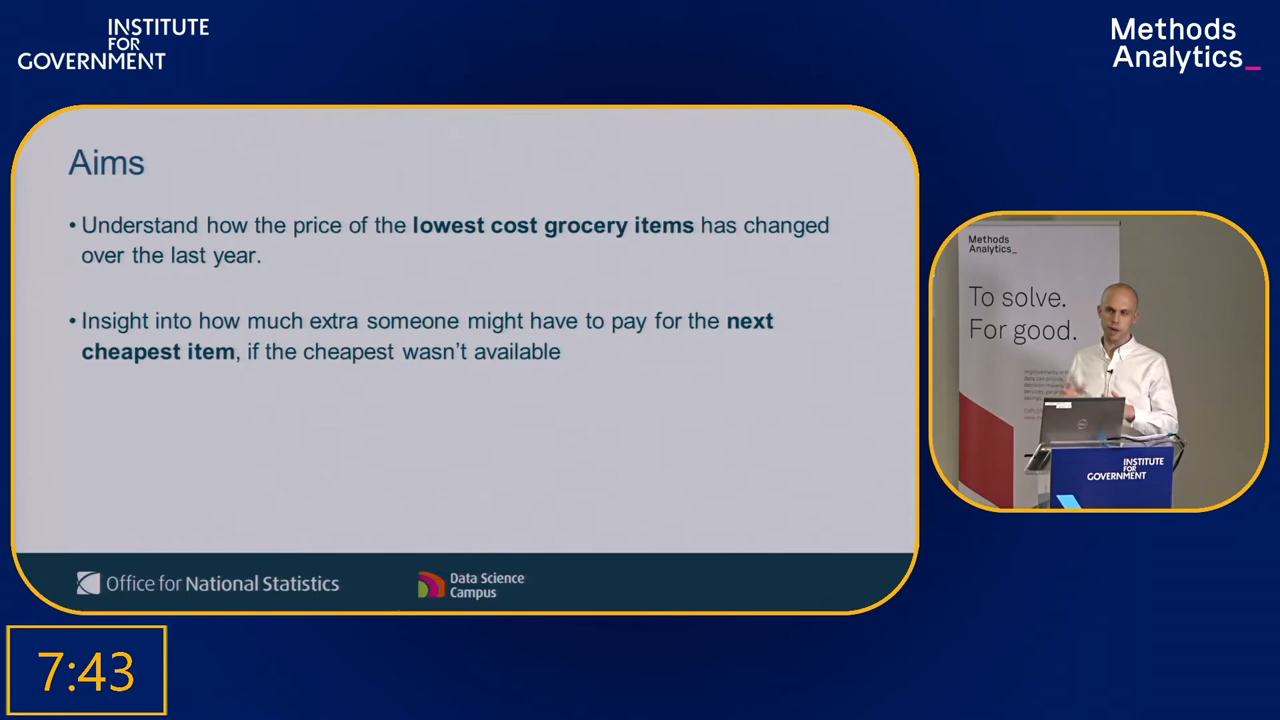 INSTITUTE
FOR
GOVERNMENT
Methods
Analytics_
Aims
• Understand how the price of the lowest cost grocery items has changed
over the last year.
• Insight into how much extra someone might have to pay for the next
cheapest item, if the cheapest wasn't available
Office for National Statistics
Data Science
Campus
Methods
Analytics_
To solve.
For good.
INSTITUTE
FOR
GOVERNMENT
7:43